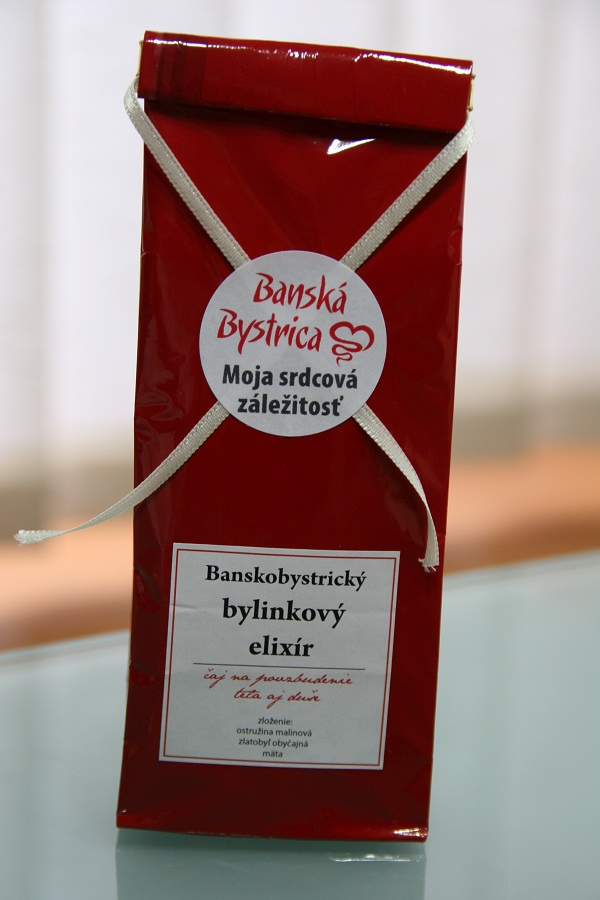 Banská
Bystrica
Moja srdcová
záležitosť
Banskobystrický
bylinkový
elixír
čaj na povzbudenie
tela aj duše
zloženie:
ostružina malinová
zlatobyľ obyčajná
mäta